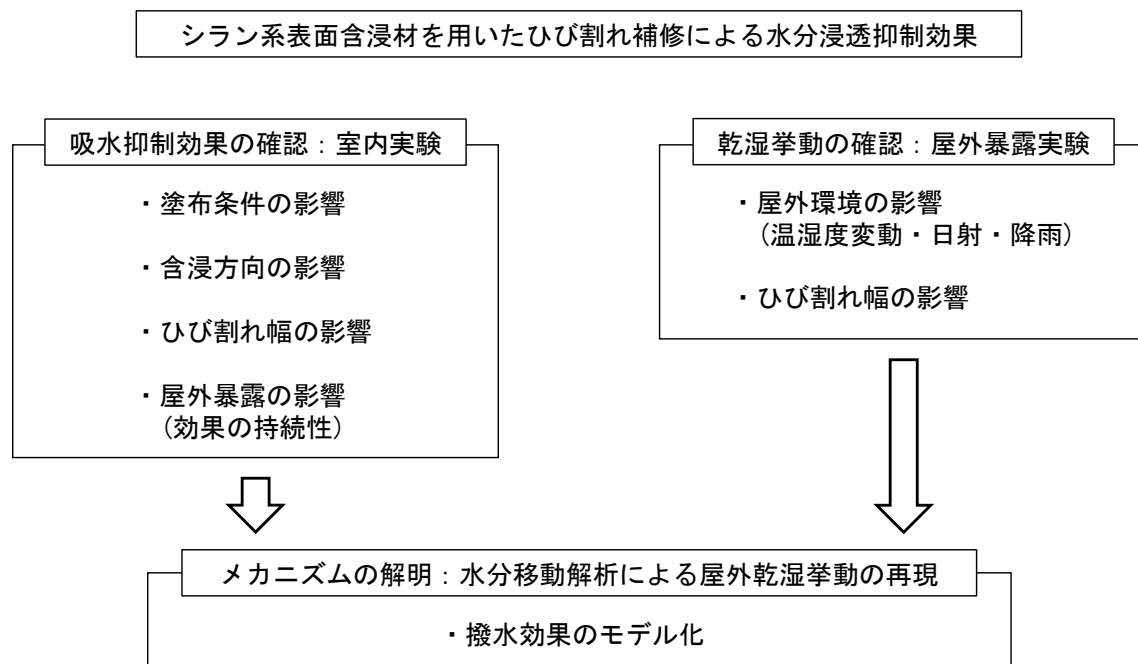 シラン系表面含浸材を用いたひび割れ補修による水分浸透抑制効果
吸水抑制効果の確認：室内実験
・塗布条件の影響
・含浸方向の影響
・ひび割れ幅の影響
・屋外暴露の影響
（効果の持続性）
乾湿挙動の確認：屋外暴露実験
・屋外環境の影響
（温湿度変動・日射・降雨）
・ひび割れ幅の影響
メカニズムの解明：水分移動解析による屋外乾湿挙動の再現
・撥水効果のモデル化